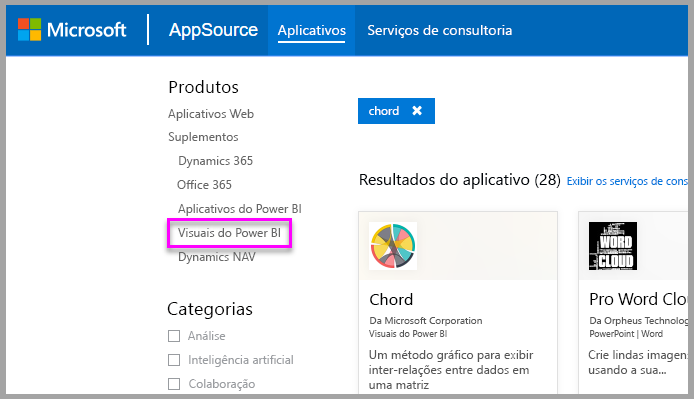 Microsoft AppSource Aplicativos Serviços de consultoria
Produtos
Aplicativos Web
Suplementos
Dynamics 365
Office 365
Aplicativos do Power BI
Visuais do Power BI
Dynamics NAV
Categorias
Análise
Inteligência artificial
Colaboração
chord ×
Resultados do aplicativo (28) Exibir os serviços de cons
Chord
Da Microsoft Corporation
Visuais do Power BI
Um método gráfico para exibir
inter-relações entre dados em
uma matriz
WORD
CLOUD
Pro Word Clou
Da Orpheus Technolog
PowerPoint | Word
Crie lindas imagens
usando a sua...